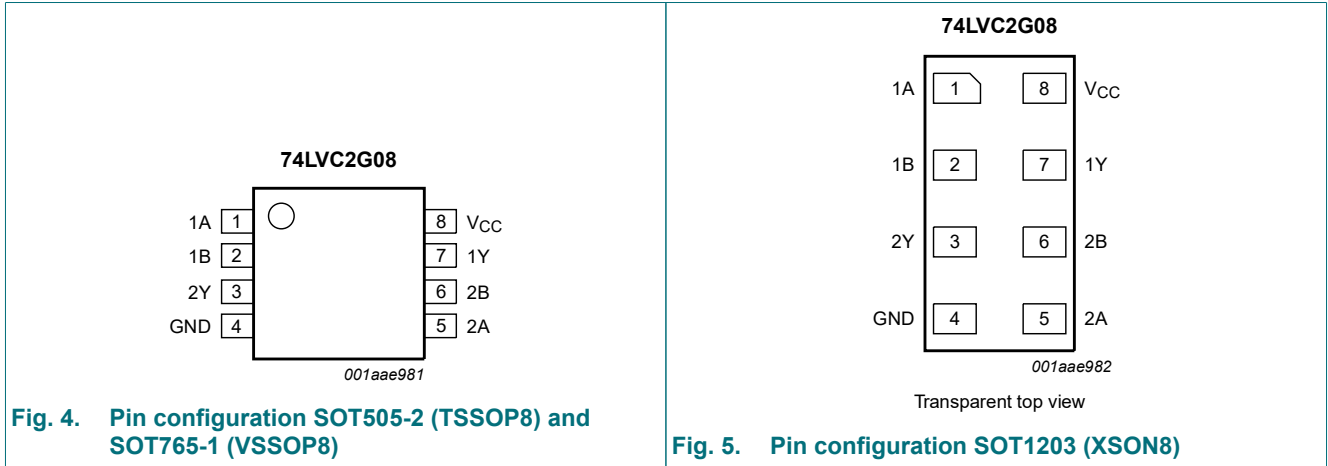 74LVC2G08
1A 1 8 VCC
1B 2 7 1Y
2Y 3 6 2B
GND 4 5 2A
001aae981
Fig. 4. Pin configuration SOT505-2 (TSSOP8) and
SOT765-1 (VSSOP8)
74LVC2G08
1A 1 8 VCC
1B 2 7 1Y
2Y 3 6 2B
GND 4 5 2A
001aae982
Transparent top view
Fig. 5. Pin configuration SOT1203 (XSON8)